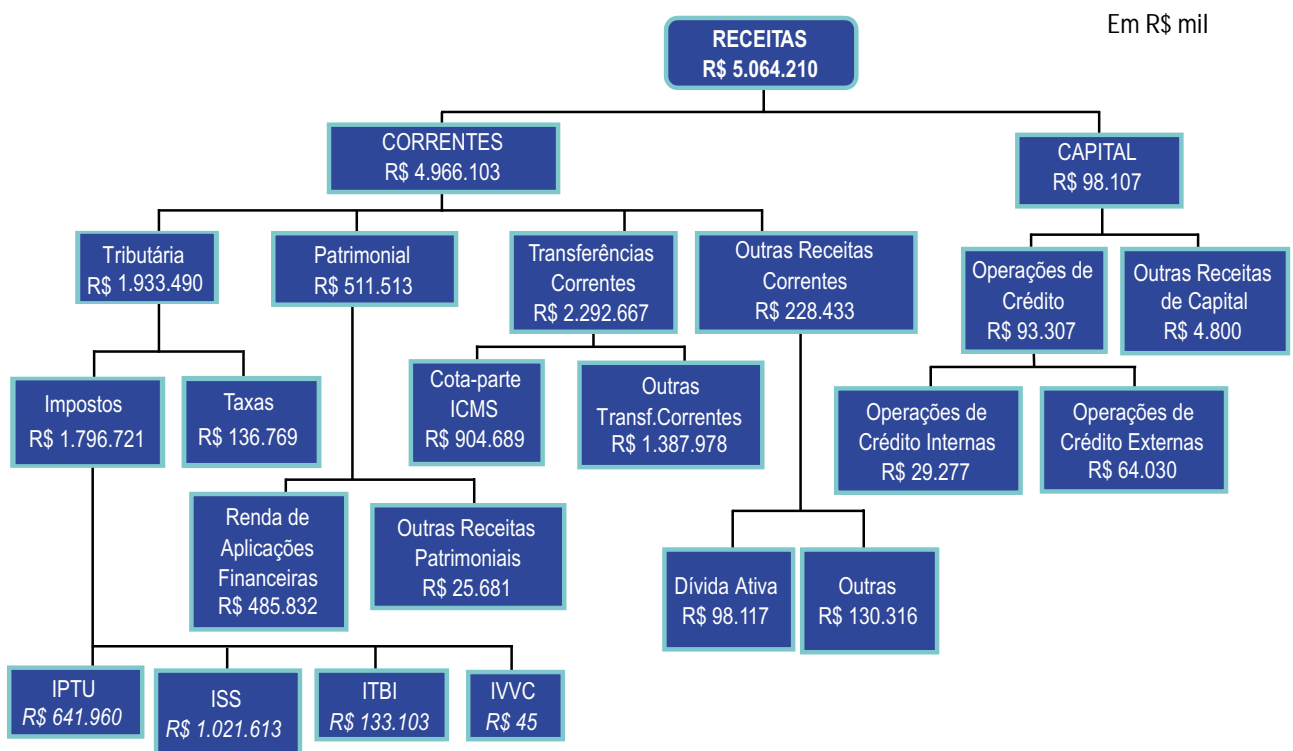 Em R$ mil
RECEITAS
R$ 5.064.210
CORRENTES
R$ 4.966.103
CAPITAL
R$ 98.107
Tributária
R$ 1.933.490
Patrimonial
R$ 511.513
Transferências
Correntes
R$ 2.292.667
Outras Receitas
Correntes
R$ 228.433
Operações de
Crédito
R$ 93.307
Outras Receitas
de Capital
R$ 4.800
Impostos
R$ 1.796.721
Taxas
R$ 136.769
Cota-parte
ICMS
R$ 904.689
Outras
Transf.Correntes
R$ 1.387.978
Operações de
Crédito Internas
R$ 29.277
Operações de
Crédito Externas
R$ 64.030
Renda de
Aplicações
Financeiras
R$ 485.832
Outras Receitas
Patrimoniais
R$ 25.681
Dívida Ativa
R$ 98.117
Outras
R$ 130.316
IPTU
R$ 641.960
ISS
R$ 1.021.613
ITBI
R$ 133.103
IVVC
R$ 45